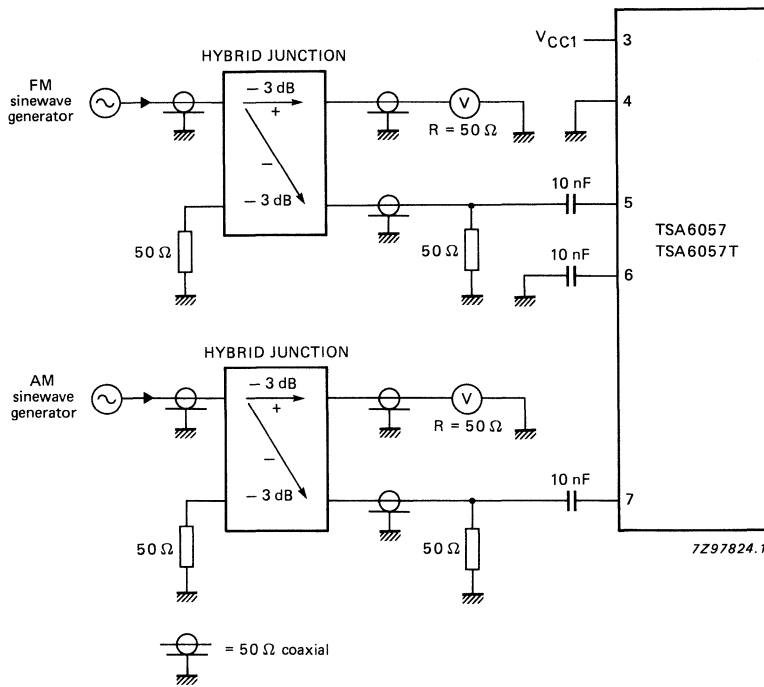 V CC1
3
HYBRID JUNCTION
FM
sinewave
generator
− 3 dB
+
−
− 3 dB
V
R = 50 Ω
4
50 Ω
50 Ω
10 nF
5
TSA6057
TSA6057T
10 nF
6
HYBRID JUNCTION
AM
sinewave
generator
− 3 dB
+
−
− 3 dB
V
R = 50 Ω
50 Ω
50 Ω
10 nF
7
7Z97824.1
= 50 Ω coaxial